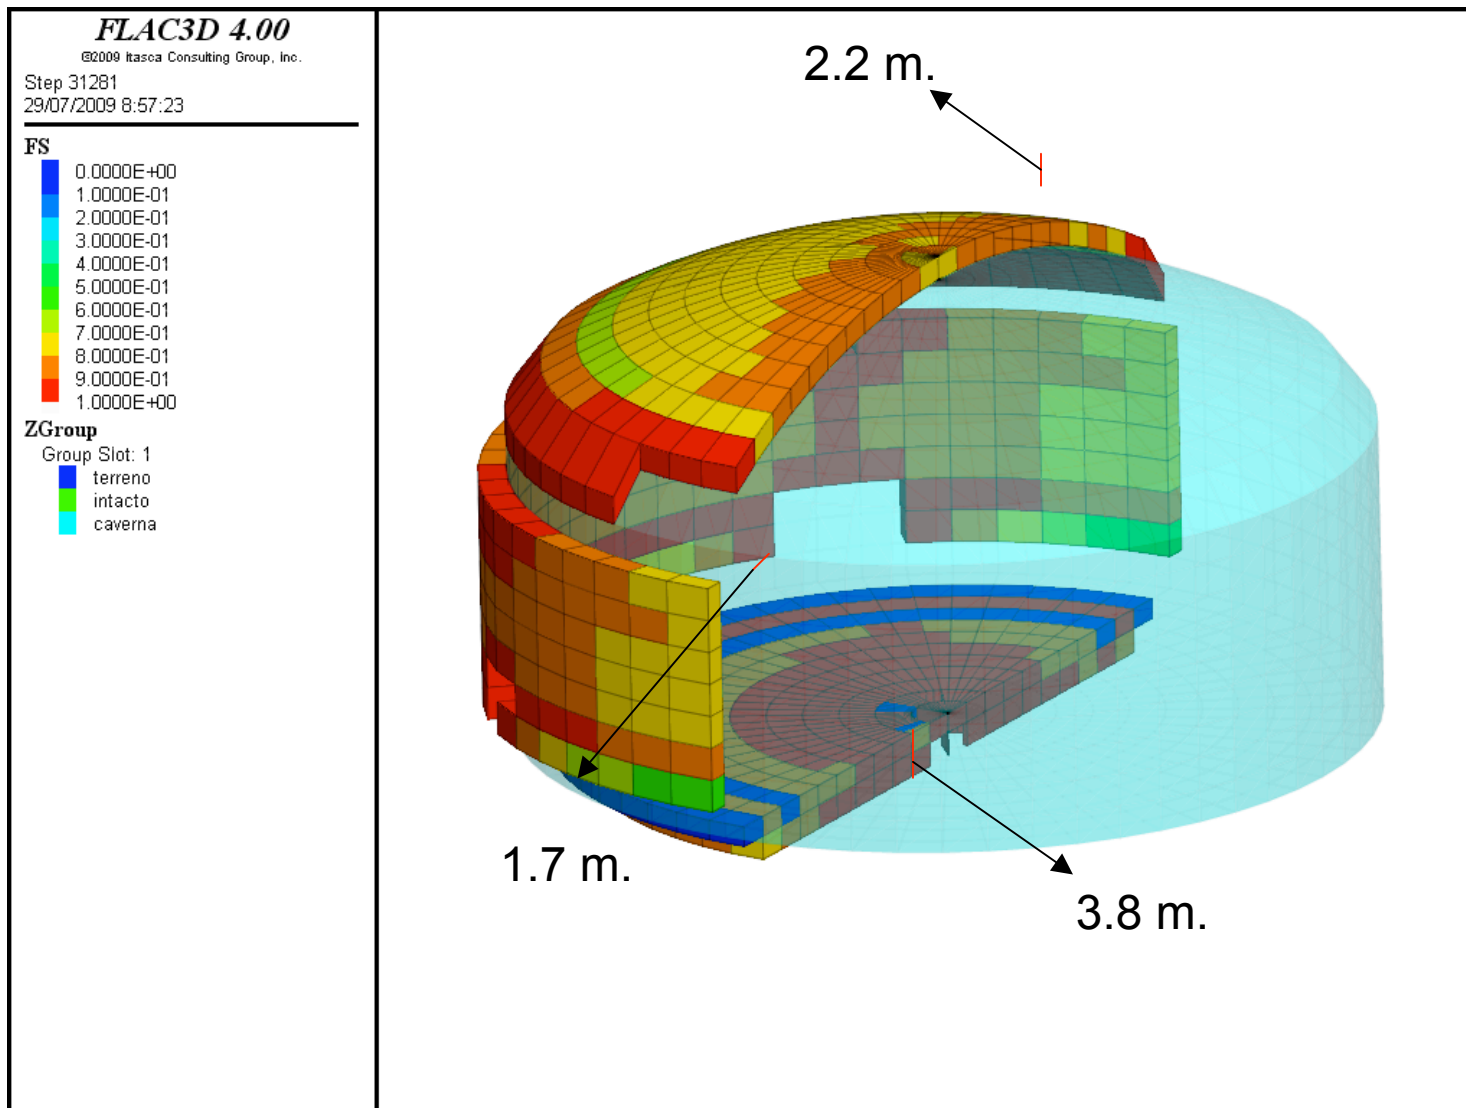 FLAC3D 4.00
©2009 Itasca Consulting Group, Inc.
Step 31281
29/07/2009 8:57:23
FS
0.0000E+00
1.0000E-01
2.0000E-01
3.0000E-01
4.0000E-01
5.0000E-01
6.0000E-01
7.0000E-01
8.0000E-01
9.0000E-01
1.0000E+00
ZGroup
Group Slot: 1
terreno
intacto
caverna
2.2 m.
1.7 m.
3.8 m.